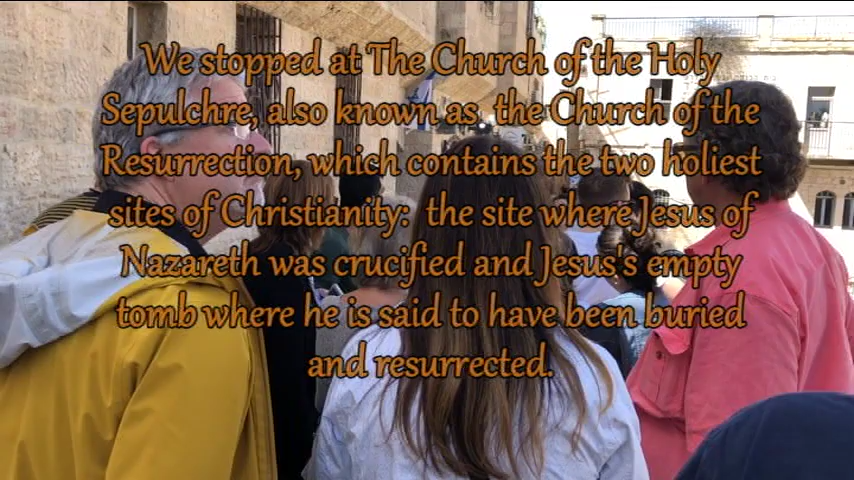 We stopped at The Church of the Holy
Sepulchre, also known as  the Church of the
Resurrection, which contains the two holiest
sites of Christianity:  the site where Jesus of
Nazareth was crucified and Jesus's empty
tomb where he is said to have been buried
and resurrected.